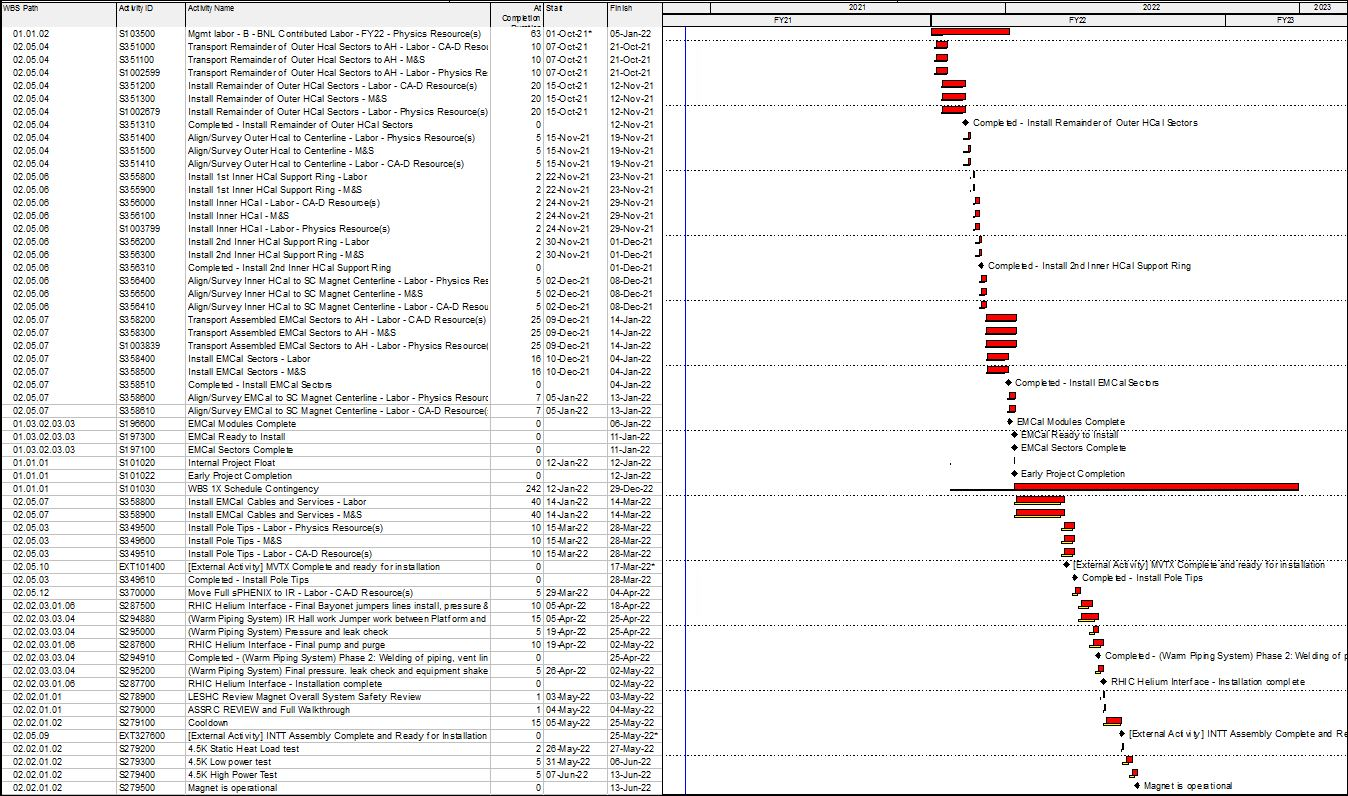 WBS Path Activity ID Activity Name At Completion Start Finish 2021 2022 2023
FY21 FY22 FY23
01.01.02 S103500 Mgmt labor - B - BNL Contributed Labor - FY22 - Physics Resource(s) 63 01-Oct-21* 05-Jan-22
02.05.04 S351000 Transport Remainder of Outer Hcal Sectors to AH - Labor - CA-D Resou 10 07-Oct-21 21-Oct-21
02.05.04 S351100 Transport Remainder of Outer Hcal Sectors to AH - M&S 10 07-Oct-21 21-Oct-21
02.05.04 S1002599 Transport Remainder of Outer Hcal Sectors to AH - Labor - Physics Re 10 07-Oct-21 21-Oct-21
02.05.04 S351200 Install Remainder of Outer HCal Sectors - Labor - CA-D Resource(s) 20 15-Oct-21 12-Nov-21
02.05.04 S351300 Install Remainder of Outer HCal Sectors - M&S 20 15-Oct-21 12-Nov-21
02.05.04 S1002679 Install Remainder of Outer HCal Sectors - Labor - Physics Resource(s) 20 15-Oct-21 12-Nov-21
02.05.04 S351310 Completed - Install Remainder of Outer HCal Sectors 0 12-Nov-21 Completed - Install Remainder of Outer HCal Sectors
02.05.04 S351400 Align/Survey Outer Hcal to Centerline - Labor - Physics Resource(s) 5 15-Nov-21 19-Nov-21
02.05.04 S351500 Align/Survey Outer Hcal to Centerline - M&S 5 15-Nov-21 19-Nov-21
02.05.04 S351410 Align/Survey Outer Hcal to Centerline - Labor - CA-D Resource(s) 5 15-Nov-21 19-Nov-21
02.05.06 S355800 Install 1st Inner HCal Support Ring - Labor 2 22-Nov-21 23-Nov-21
02.05.06 S355900 Install 1st Inner HCal Support Ring - M&S 2 22-Nov-21 23-Nov-21
02.05.06 S356000 Install Inner HCal - Labor - CA-D Resource(s) 2 24-Nov-21 29-Nov-21
02.05.06 S356100 Install Inner HCal - M&S 2 24-Nov-21 29-Nov-21
02.05.06 S1003799 Install Inner HCal - Labor - Physics Resource(s) 2 24-Nov-21 29-Nov-21
02.05.06 S356200 Install 2nd Inner HCal Support Ring - Labor 2 30-Nov-21 01-Dec-21
02.05.06 S356300 Install 2nd Inner HCal Support Ring - M&S 2 30-Nov-21 01-Dec-21
02.05.06 S356310 Completed - Install 2nd Inner HCal Support Ring 0 01-Dec-21 Completed - Install 2nd Inner HCal Support Ring
02.05.06 S356400 Align/Survey Inner HCal to SC Magnet Centerline - Labor - Physics Res 5 02-Dec-21 08-Dec-21
02.05.06 S356500 Align/Survey Inner HCal to SC Magnet Centerline - M&S 5 02-Dec-21 08-Dec-21
02.05.06 S356410 Align/Survey Inner HCal to SC Magnet Centerline - Labor - CA-D Resou 5 02-Dec-21 08-Dec-21
02.05.07 S358200 Transport Assembled EMCal Sectors to AH - Labor - CA-D Resource(s) 25 09-Dec-21 14-Jan-22
02.05.07 S358300 Transport Assembled EMCal Sectors to AH - M&S 25 09-Dec-21 14-Jan-22
02.05.07 S1003839 Transport Assembled EMCal Sectors to AH - Labor - Physics Resource( 25 09-Dec-21 14-Jan-22
02.05.07 S358400 Install EMCal Sectors - Labor 16 10-Dec-21 04-Jan-22
02.05.07 S358500 Install EMCal Sectors - M&S 16 10-Dec-21 04-Jan-22
02.05.07 S358510 Completed - Install EMCal Sectors 0 04-Jan-22 Completed - Install EMCal Sectors
02.05.07 S358600 Align/Survey EMCal to SC Magnet Centerline - Labor - Physics Resourc 7 05-Jan-22 13-Jan-22
02.05.07 S358610 Align/Survey EMCal to SC Magnet Centerline - Labor - CA-D Resource(s 7 05-Jan-22 13-Jan-22
01.03.02.03.03 S196600 EMCal Modules Complete 0 06-Jan-22 EMCal Modules Complete
01.03.02.03.03 S197300 EMCal Ready to Install 0 11-Jan-22 EMCal Ready to Install
01.03.02.03.03 S197100 EMCal Sectors Complete 0 11-Jan-22 EMCal Sectors Complete
01.01.01 S101020 Internal Project Float 0 12-Jan-22 12-Jan-22
01.01.01 S101022 Early Project Completion 0 12-Jan-22 Early Project Completion
01.01.01 S101030 WBS 1X Schedule Contingency 242 12-Jan-22 29-Dec-22
02.05.07 S358800 Install EMCal Cables and Services - Labor 40 14-Jan-22 14-Mar-22
02.05.07 S358900 Install EMCal Cables and Services - M&S 40 14-Jan-22 14-Mar-22
02.05.03 S349500 Install Pole Tips - Labor - Physics Resource(s) 10 15-Mar-22 28-Mar-22
02.05.03 S349600 Install Pole Tips - M&S 10 15-Mar-22 28-Mar-22
02.05.03 S349510 Install Pole Tips - Labor - CA-D Resource(s) 10 15-Mar-22 28-Mar-22
02.05.10 EXT101400 [External Activity] MVTX Complete and ready for installation 0 17-Mar-22* [External Activity] MVTX Complete and ready for installation
02.05.03 S349610 Completed - Install Pole Tips 0 28-Mar-22 Completed - Install Pole Tips
02.05.12 S370000 Move Full sPHENIX to IR - Labor - CA-D Resource(s) 5 29-Mar-22 04-Apr-22
02.02.03.01.06 S287500 RHIC Helium Interface - Final Bayonet jumpers lines install, pressure & 10 05-Apr-22 18-Apr-22
02.02.03.03.04 S294880 (Warm Piping System) IR Hall work Jumper work between Platform and 15 05-Apr-22 25-Apr-22
02.02.03.03.04 S295000 (Warm Piping System) Pressure and leak check 5 19-Apr-22 25-Apr-22
02.02.03.01.06 S287600 RHIC Helium Interface - Final pump and purge 10 19-Apr-22 02-May-22
02.02.03.03.04 S294910 Completed - (Warm Piping System) Phase 2: Welding of piping, vent lin 0 25-Apr-22 Completed - (Warm Piping System) Phase 2: Welding of p
02.02.03.03.04 S295200 (Warm Piping System) Final pressure. leak check and equipment shake 5 26-Apr-22 02-May-22
02.02.03.01.06 S287700 RHIC Helium Interface - Installation complete 0 02-May-22 RHIC Helium Interface - Installation complete
02.02.01.01 S278900 LESHC Review Magnet Overall System Safety Review 1 03-May-22 03-May-22
02.02.01.01 S279000 ASSRC REVIEW and Full Walkthrough 1 04-May-22 04-May-22
02.02.01.02 S279100 Cooldown 15 05-May-22 25-May-22
02.05.09 EXT327600 [External Activity] INTT Assembly Complete and Ready for Installation 0 25-May-22* [External Activity] INTT Assembly Complete and Re
02.02.01.02 S279200 4.5K Static Heat Load test 2 26-May-22 27-May-22
02.02.01.02 S279300 4.5K Low power test 5 31-May-22 06-Jun-22
02.02.01.02 S279400 4.5K High Power Test 5 07-Jun-22 13-Jun-22
02.02.01.02 S279500 Magnet is operational 0 13-Jun-22 Magnet is operational